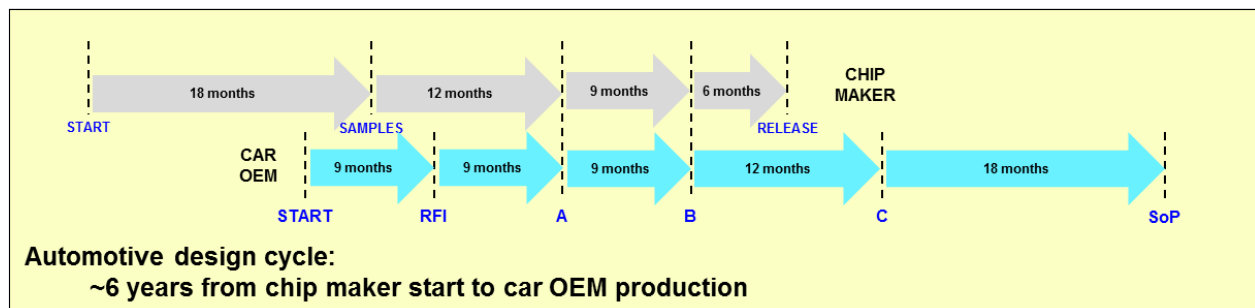 18 months
12 months
9 months
6 months
CHIP
MAKER
START
SAMPLES
RELEASE
CAR
OEM
9 months
9 months
9 months
12 months
18 months
START
RFI
A
B
C
SoP
Automotive design cycle:
~6 years from chip maker start to car OEM production